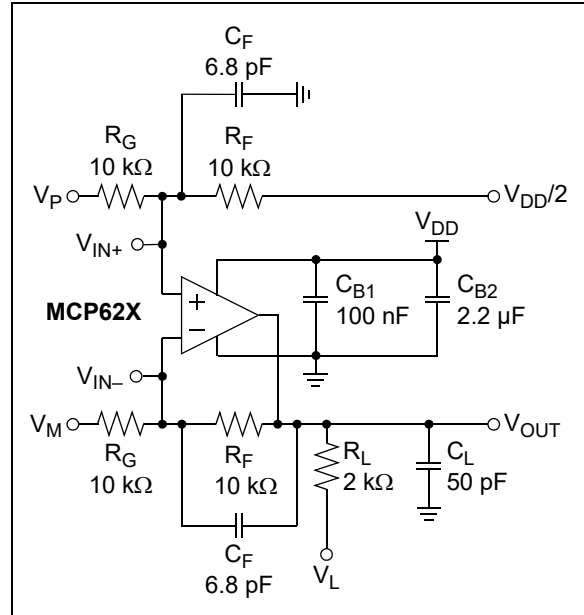 C_F
6.8 pF
R_G
10 kΩ
R_F
10 kΩ
V_P
V_DD/2
V_IN+
V_DD
+
MCP62X
−
C_B1
100 nF
C_B2
2.2 µF
V_IN–
V_M
V_OUT
R_G
10 kΩ
R_F
10 kΩ
R_L
2 kΩ
C_L
50 pF
C_F
6.8 pF
V_L